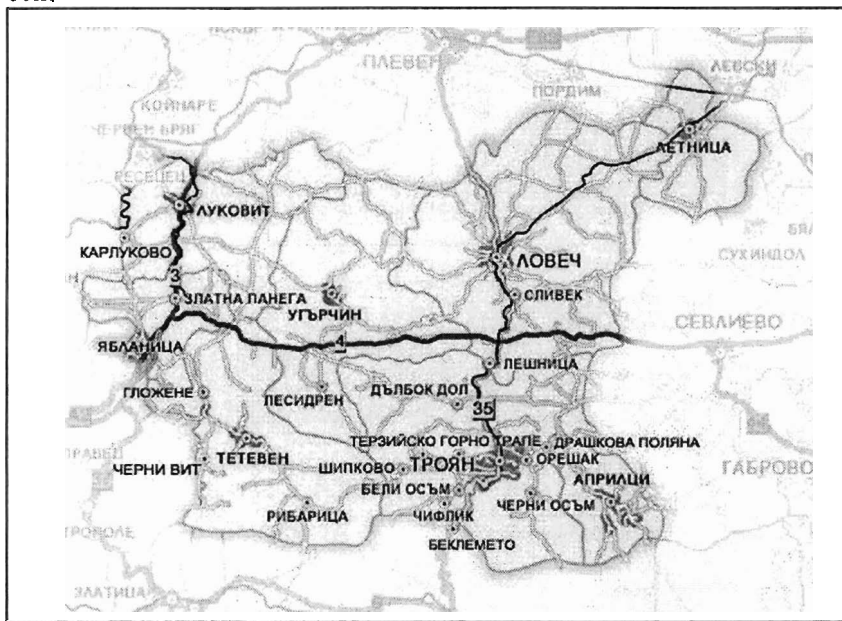 ПЛЕВЕН
ЛЕВСКИ
ПОРДИМ
КОЙНАРЕ
ЧЕРВЕН БРЯГ
ЛЕТНИЦА
РЕСЕЛЕЦ
ЛУКОВИТ
КАРЛУКОВО
ЛОВЕЧ
СУХИНДОЛ
3
ЗЛАТНА ПАНЕГА
УГЪРЧИН
СЛИВЕК
СЕВЛИЕВО
ЯБЛАНИЦА
4
ЛЕШНИЦА
ГЛОЖЕНЕ
ЛЕСИДРЕН
ДЪЛБОК ДОЛ
35
ТЕРЗИЙСКО ГОРНО ТРАПЕ
ДРАШКОВА ПОЛЯНА
ЧЕРНИ ВИТ
ТЕТЕВЕН
ШИПКОВО
ТРОЯН
ОРЕШАК
ГАБРОВО
БЕЛИ ОСЪМ
АПРИЛЦИ
РИБАРИЦА
ЧИФЛИК
ЧЕРНИ ОСЪМ
БЕКЛЕМЕТО
ЗЛАТИЦА